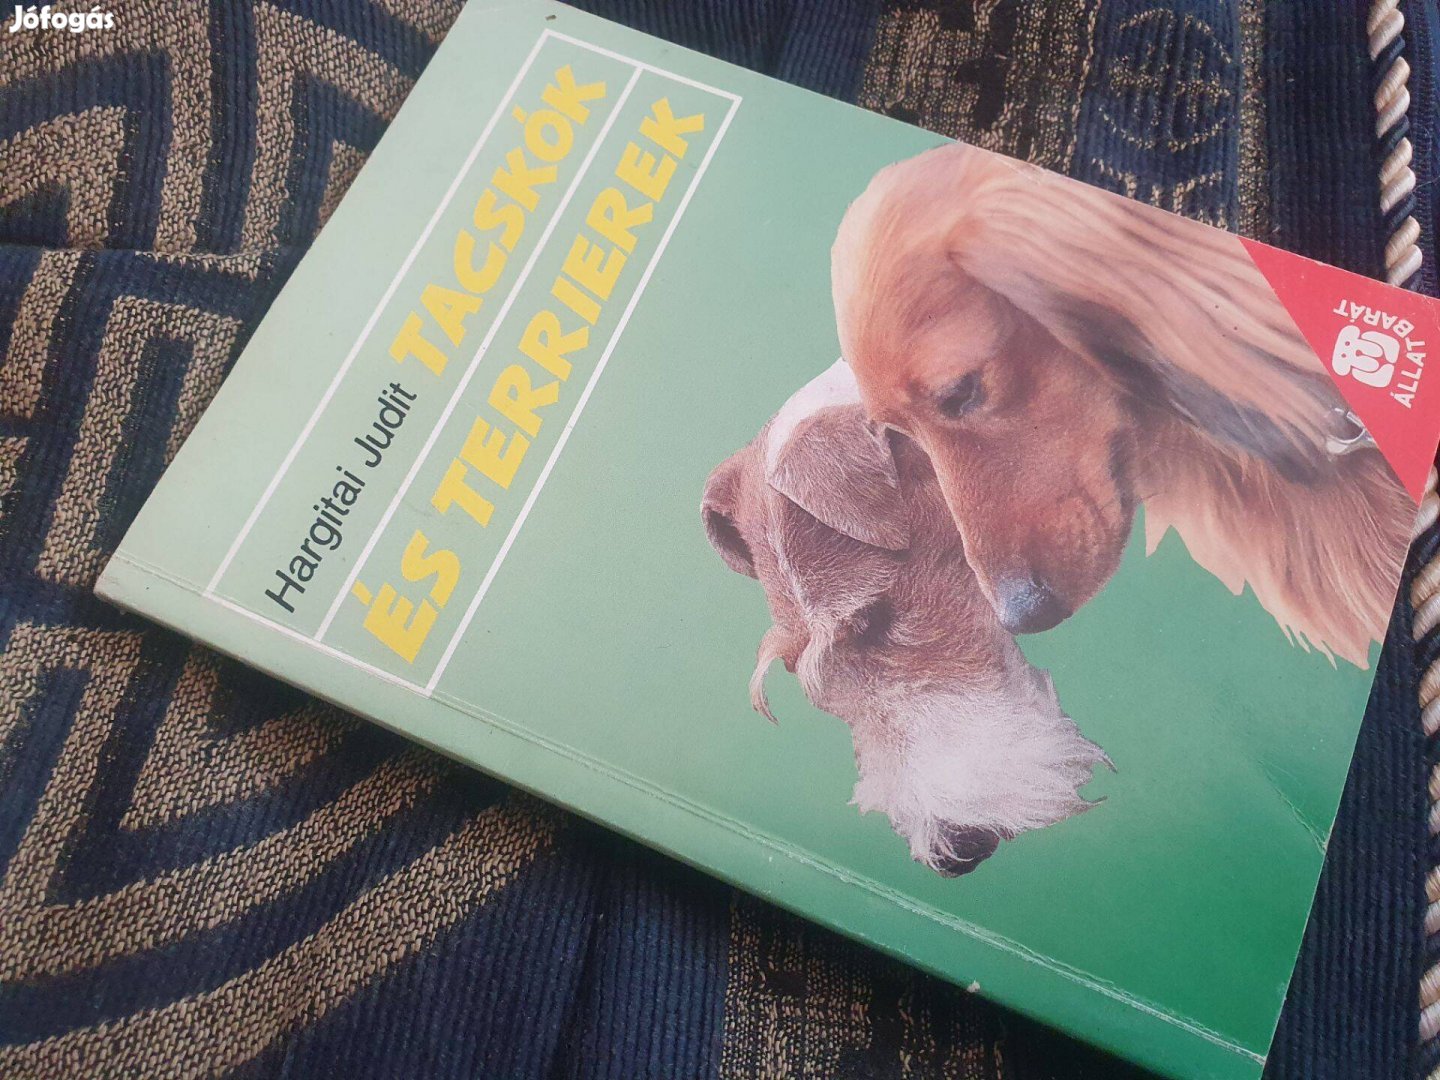 Jófogás
Hargitai Judit
TACSKÓK
ÉS TERRIEREK
ÁLLAT
BARÁT